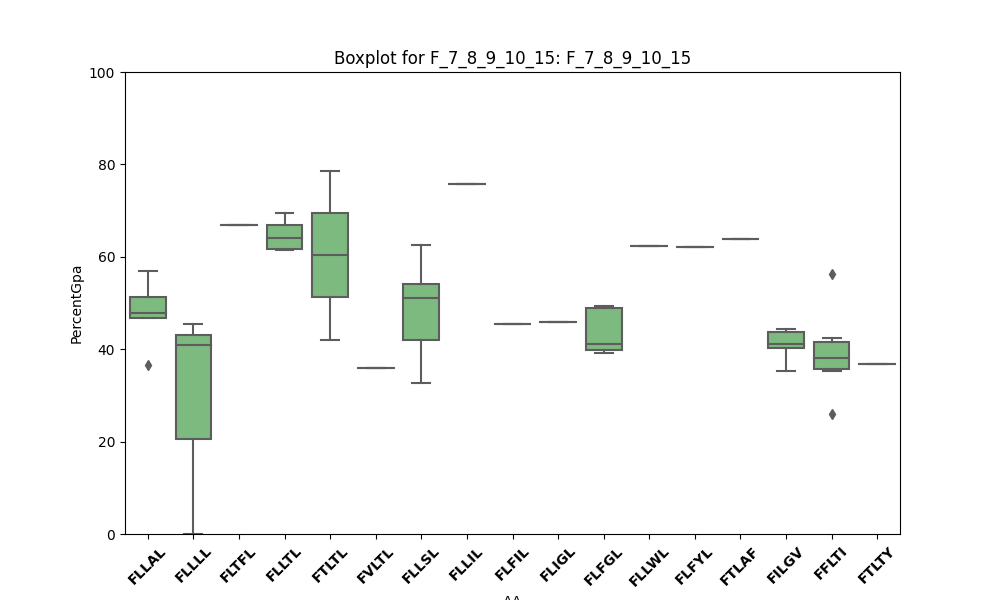 Boxplot for F_7_8_9_10_15: F_7_8_9_10_15
100
80
60
40
20
0
PercentGpa
FLLAL
FLLLL
FLTFL
FLLTL
FTLTL
FVLTL
FLLSL
FLLIL
FLFIL
FLIGL
FLFGL
FLLWL
FLFYL
FTLAF
FILGV
FFLTI
FTLTY
AA